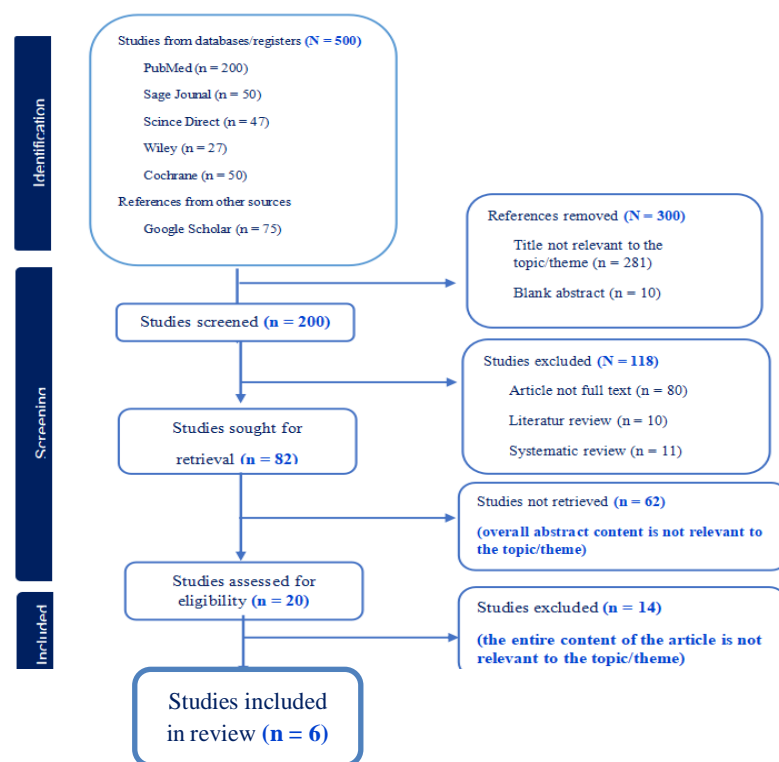 Identification
Studies from databases/registers (N = 500)
PubMed (n = 200)
Sage Jounal (n = 50)
Scince Direct (n = 47)
Wiley (n = 27)
Cochrane (n = 50)
References from other sources
Google Scholar (n = 75)
References removed (N = 300)
Title not relevant to the
topic/theme (n = 281)
Blank abstract (n = 10)
Screening
Studies screened (n = 200)
Studies excluded (N = 118)
Article not full text (n = 80)
Literatur review (n = 10)
Systematic review (n = 11)
Studies sought for
retrieval (n = 82)
Studies not retrieved (n = 62)
(overall abstract content is not relevant to
the topic/theme)
Studies assessed for
eligibility (n = 20)
Included
Studies excluded (n = 14)
(the entire content of the article is not
relevant to the topic/theme)
Studies included
in review (n = 6)